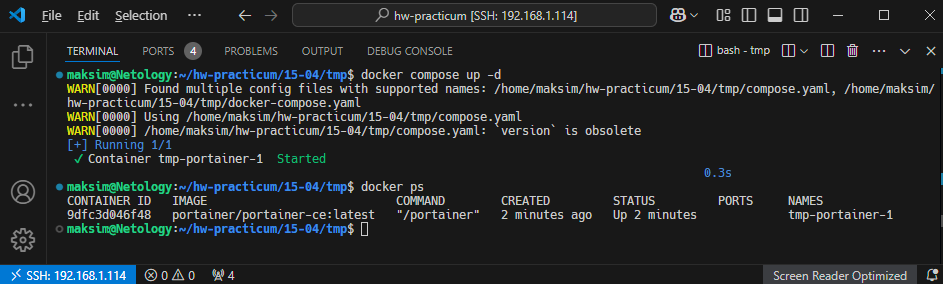 File Edit Selection ... hw-practicum [SSH: 192.168.1.114]
TERMINAL PORTS 4 PROBLEMS OUTPUT DEBUG CONSOLE bash - tmp
maksim@Netology:~/hw-practicum/15-04/tmp$ docker compose up -d
WARN[0000] Found multiple config files with supported names: /home/maksim/hw-practicum/15-04/tmp/compose.yaml, /home/maksim/
hw-practicum/15-04/tmp/docker-compose.yaml
WARN[0000] Using /home/maksim/hw-practicum/15-04/tmp/compose.yaml
WARN[0000] /home/maksim/hw-practicum/15-04/tmp/compose.yaml: `version` is obsolete
[+] Running 1/1
✓ Container tmp-portainer-1 Started
0.3s
maksim@Netology:~/hw-practicum/15-04/tmp$ docker ps
CONTAINER ID IMAGE COMMAND CREATED STATUS PORTS NAMES
9dfc3d046f48 portainer/portainer-ce:latest "/portainer" 2 minutes ago Up 2 minutes tmp-portainer-1
maksim@Netology:~/hw-practicum/15-04/tmp$
SSH: 192.168.1.114 0 0 4 Screen Reader Optimized